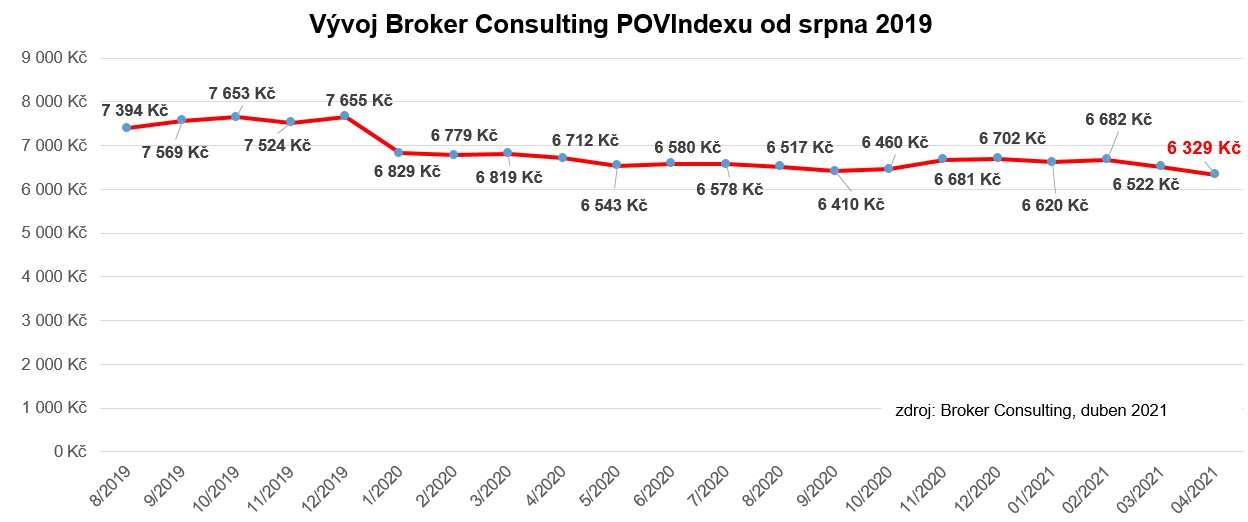 Vývoj Broker Consulting POVIndexu od srpna 2019
9 000 Kč
8 000 Kč
7 000 Kč
6 000 Kč
5 000 Kč
4 000 Kč
3 000 Kč
2 000 Kč
1 000 Kč
0 Kč
7 394 Kč
7 569 Kč
7 653 Kč
7 524 Kč
7 655 Kč
6 829 Kč
6 779 Kč
6 819 Kč
6 712 Kč
6 543 Kč
6 580 Kč
6 578 Kč
6 517 Kč
6 410 Kč
6 460 Kč
6 681 Kč
6 702 Kč
6 620 Kč
6 682 Kč
6 522 Kč
6 329 Kč
zdroj: Broker Consulting, duben 2021
8/2019
9/2019
10/2019
11/2019
12/2019
1/2020
2/2020
3/2020
4/2020
5/2020
6/2020
7/2020
8/2020
9/2020
10/2020
11/2020
12/2020
01/2021
02/2021
03/2021
04/2021